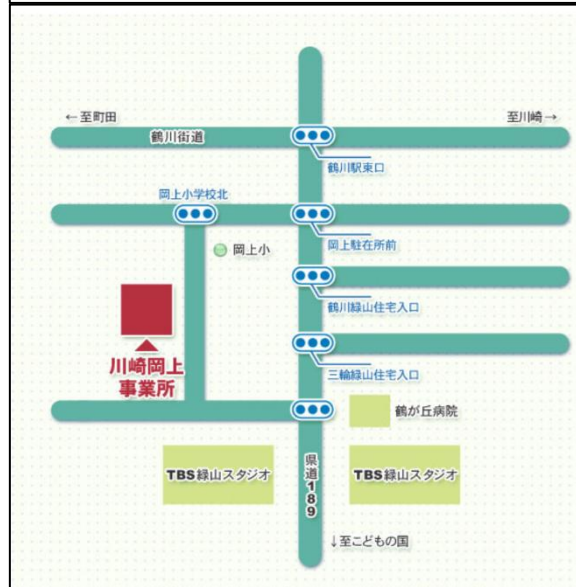 ←至町田
至川崎→
鶴川街道
鶴川駅東口
岡上小学校北
岡上駐在所前
岡上小
鶴川緑山住宅入口
川崎岡上
事業所
三輪緑山住宅入口
鶴が丘病院
TBS緑山スタジオ
県道189
TBS緑山スタジオ
↓至こどもの国